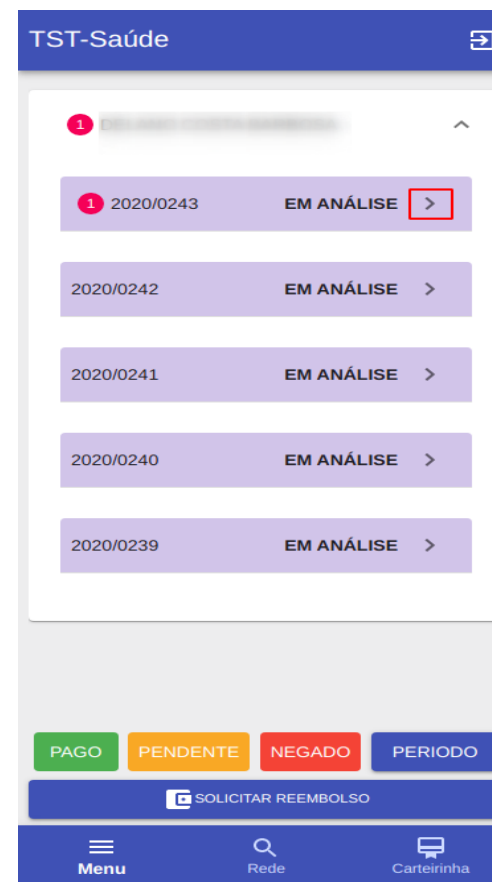 TST-Saúde
1
1 2020/0243 EM ANÁLISE
2020/0242 EM ANÁLISE
2020/0241 EM ANÁLISE
2020/0240 EM ANÁLISE
2020/0239 EM ANÁLISE
PAGO PENDENTE NEGADO PERIODO
SOLICITAR REEMBOLSO
Menu Rede Carteirinha